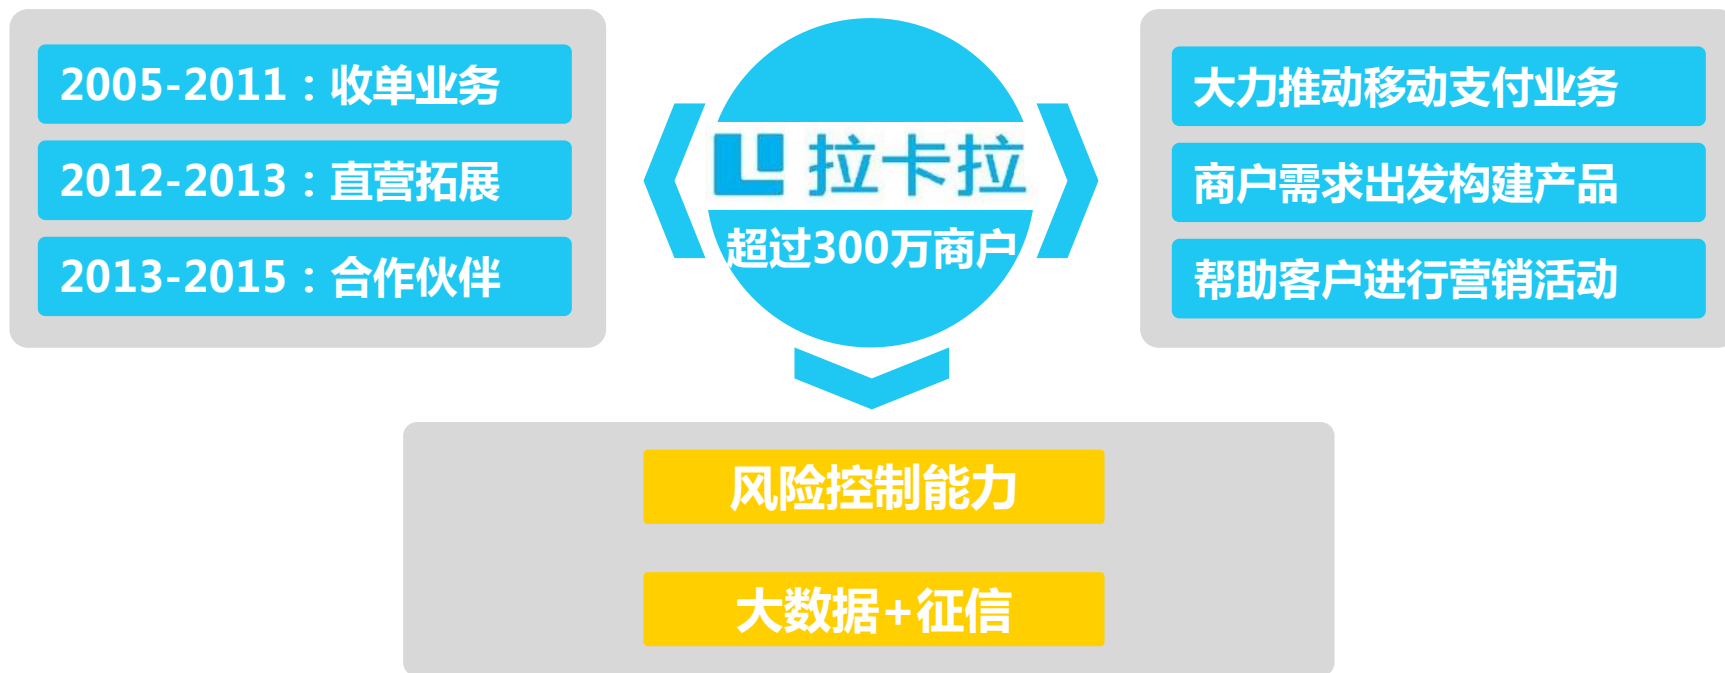 2005-2011：收单业务
2012-2013：直营拓展
2013-2015：合作伙伴
拉卡拉
超过300万商户
大力推动移动支付业务
商户需求出发构建产品
帮助客户进行营销活动
风险控制能力
大数据+征信